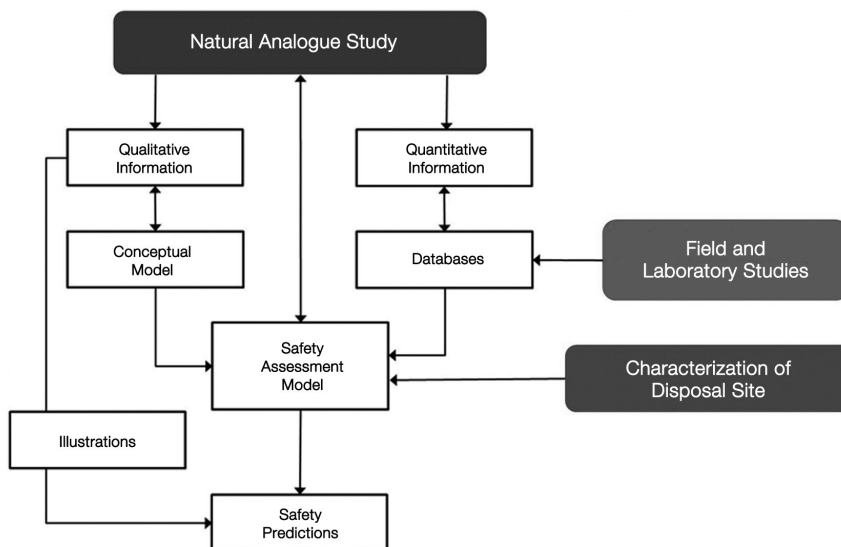 Natural Analogue Study
Qualitative
Information
Quantitative
Information
Conceptual
Model
Databases
Field and
Laboratory Studies
Safety
Assessment
Model
Characterization of
Disposal Site
Illustrations
Safety
Predictions